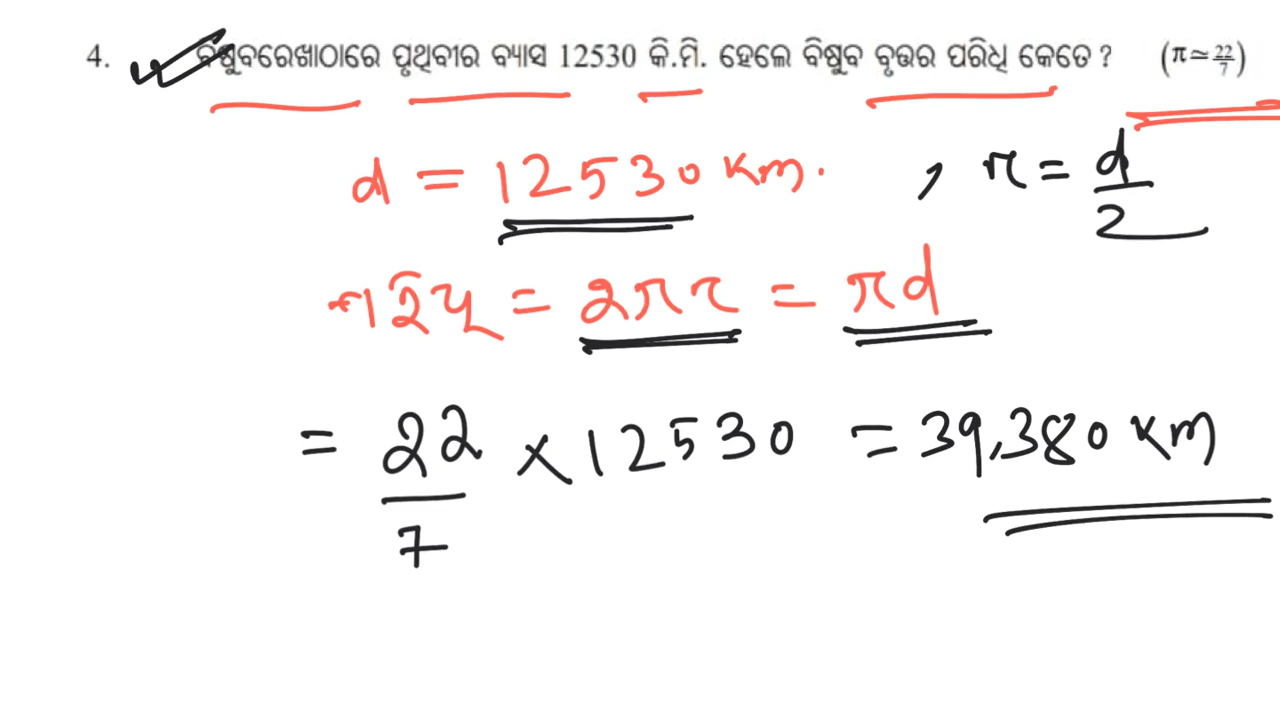 4. ବିଷୁବରେଖାଠାରେ ପୃଥିବୀର ବ୍ୟାସ 12530 କି.ମି. ହେଲେ ବିଷୁବ ବୃତ୍ତର ପରିଧି କେତେ ? (π≃22/7)
d = 12530 km. , r = d/2
ପରିଧି = 2πr = πd
= 22/7 × 12530 = 39,380 km